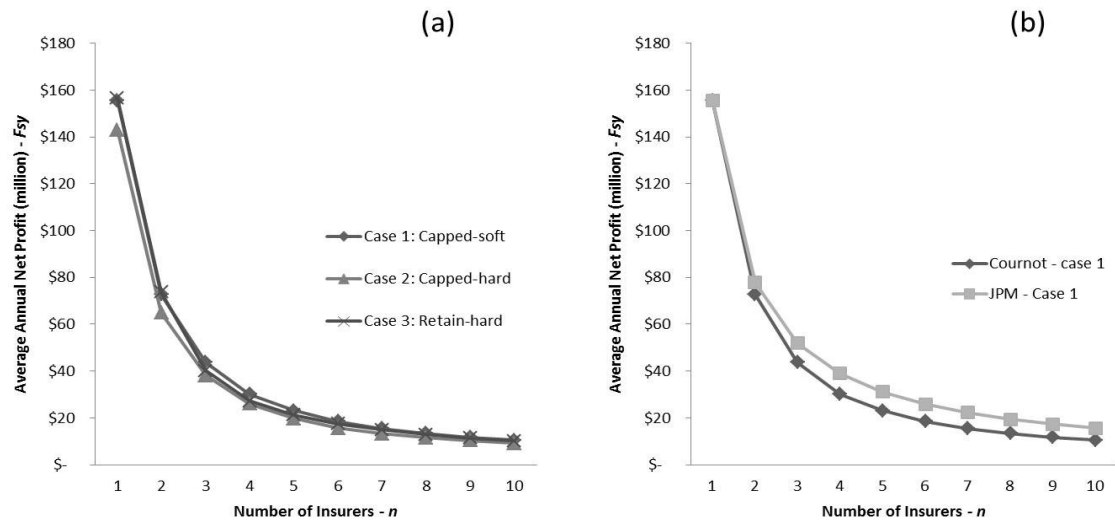 (a)
Average Annual Net Profit (million) - Fsy
$180
$160
$140
$120
$100
$80
$60
$40
$20
$-
1 2 3 4 5 6 7 8 9 10
Number of Insurers - n
Case 1: Capped-soft
Case 2: Capped-hard
Case 3: Retain-hard
(b)
Average Annual Net Profit (million) - Fsy
$180
$160
$140
$120
$100
$80
$60
$40
$20
$-
1 2 3 4 5 6 7 8 9 10
Number of Insurers - n
Cournot - case 1
JPM - Case 1